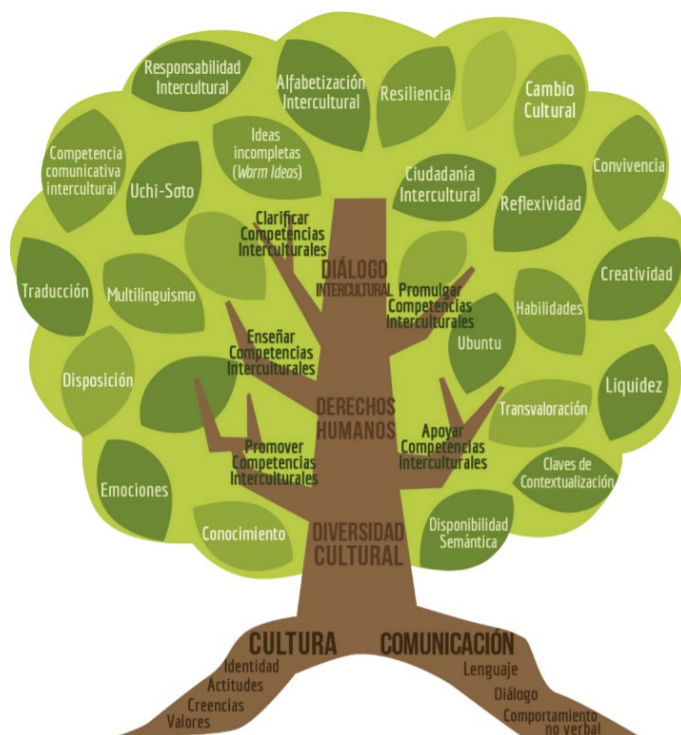 Responsabilidad
Intercultural
Alfabetización
Intercultural
Resiliencia
Cambio
Cultural
Competencia
comunicativa
intercultural
Uchi-Soto
Ideas
incompletas
(Warm Ideas)
Ciudadanía
Intercultural
Reflexividad
Convivencia
Clarificar
Competencias
Interculturales
DIÁLOGO
INTERCULTURAL
Promulgar
Competencias
Interculturales
Traducción
Multilinguismo
Habilidades
Creatividad
Enseñar
Competencias
Interculturales
Ubuntu
Disposición
DERECHOS
HUMANOS
Transvaloración
Liquidez
Promover
Competencias
Interculturales
Apoyar
Competencias
Interculturales
Emociones
Claves de
Contextualización
Conocimiento
DIVERSIDAD
CULTURAL
Disponibilidad
Semántica
CULTURA
Identidad
Actitudes
Creencias
Valores
COMUNICACIÓN
Lenguaje
Diálogo
Comportamiento
no verbal